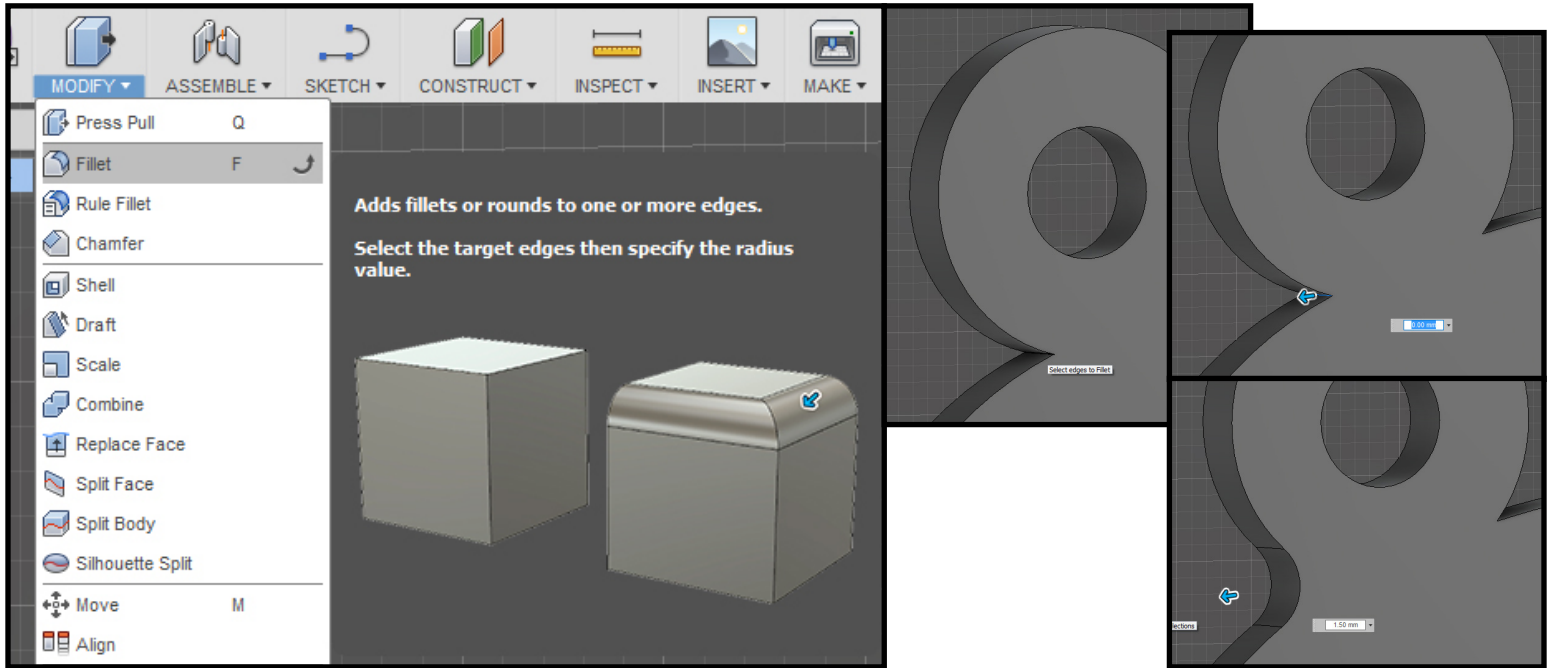 MODIFY ▾ ASSEMBLE ▾ SKETCH ▾ CONSTRUCT ▾ INSPECT ▾ INSERT ▾ MAKE ▾
Press Pull Q
Fillet F
Rule Fillet
Chamfer
Shell
Draft
Scale
Combine
Replace Face
Split Face
Split Body
Silhouette Split
Move M
Align
Adds fillets or rounds to one or more edges.
Select the target edges then specify the radius
value.
Select edges to Fillet
0.00 mm
lections
1.50 mm